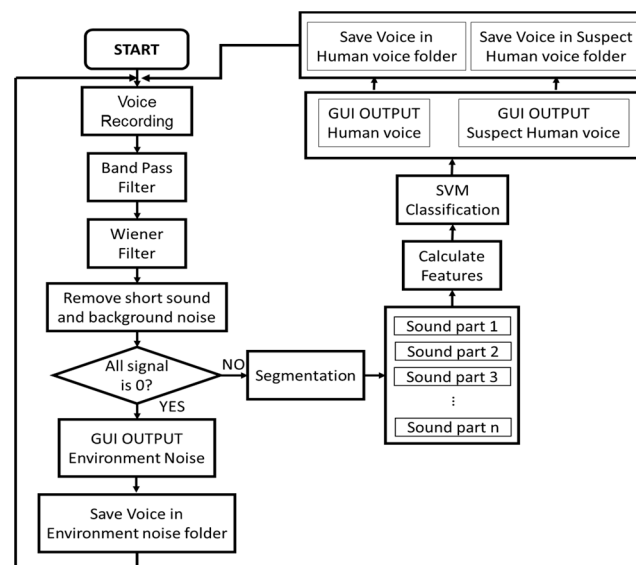 START
Voice
Recording
Band Pass
Filter
Wiener
Filter
Remove short sound
and background noise
All signal
is 0?
NO
YES
GUI OUTPUT
Environment Noise
Save Voice in
Environment noise folder
Segmentation
Sound part 1
Sound part 2
Sound part 3
⋮
Sound part n
Calculate
Features
SVM
Classification
GUI OUTPUT
Human voice
GUI OUTPUT
Suspect Human voice
Save Voice in
Human voice folder
Save Voice in Suspect
Human voice folder